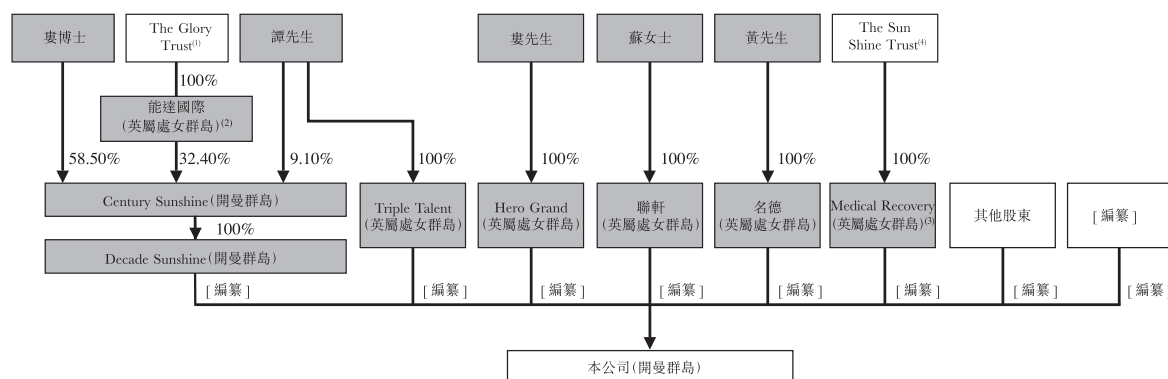 婁博士
The Glory
Trust(1)
譚先生
婁先生
蘇女士
黃先生
The Sun
Shine Trust(4)
100%
能達國際
(英屬處女群島)(2)
58.50%
32.40%
9.10%
100%
100%
100%
100%
100%
Century Sunshine(開曼群島)
Triple Talent
(英屬處女群島)
Hero Grand
(英屬處女群島)
聯軒
(英屬處女群島)
名德
(英屬處女群島)
Medical Recovery
(英屬處女群島)(3)
其他股東
[編纂]
100%
Decade Sunshine(開曼群島)
[編纂]
[編纂]
[編纂]
[編纂]
[編纂]
[編纂]
[編纂]
[編纂]
本公司(開曼群島)